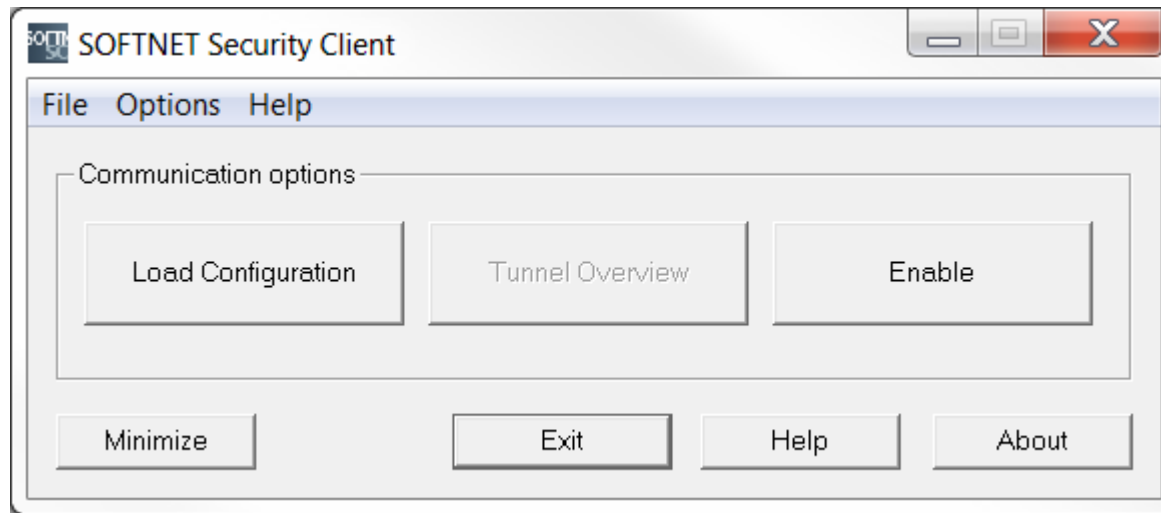 SOFTNET Security Client
File Options Help
Communication options
Load Configuration Tunnel Overview Enable
Minimize Exit Help About